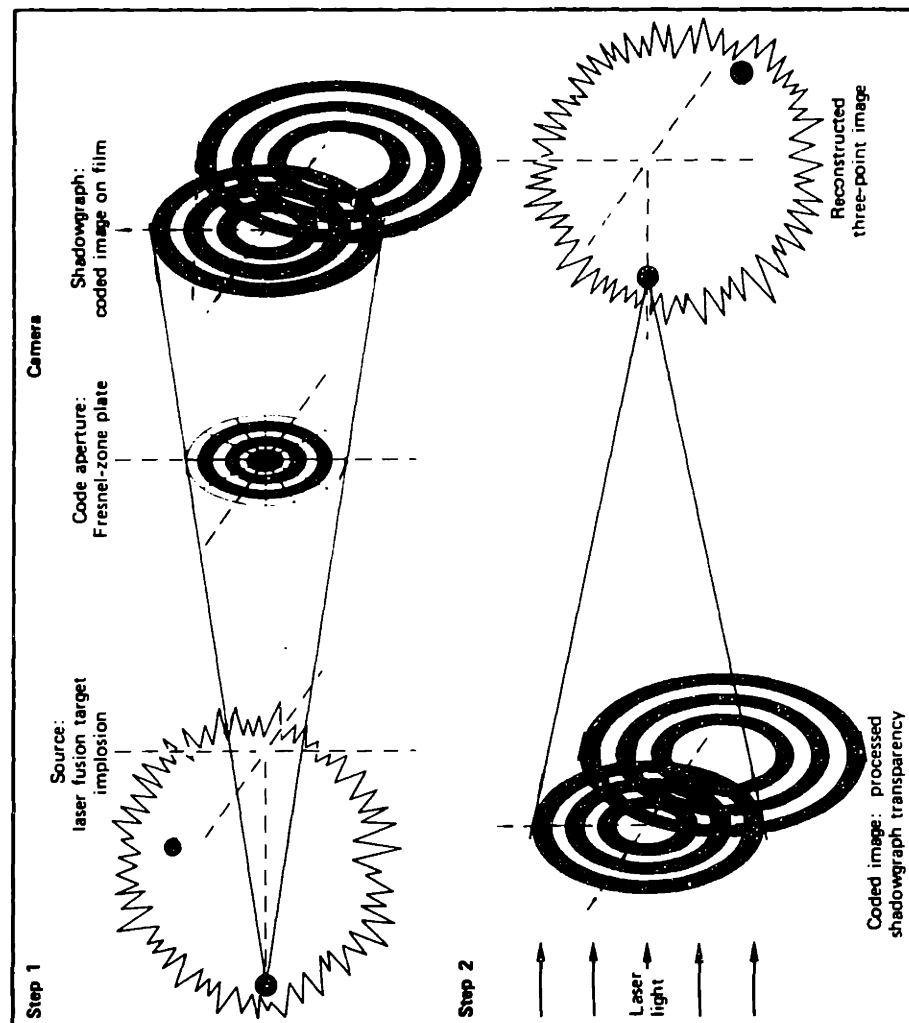 Step 1
Camera
Source:
laser fusion target
implosion
Code aperture:
Fresnel-zone plate
Shadowgraph:
coded image on film
Step 2
Laser
light
Coded image: processed
shadowgraph transparency
Reconstructed
three-point image